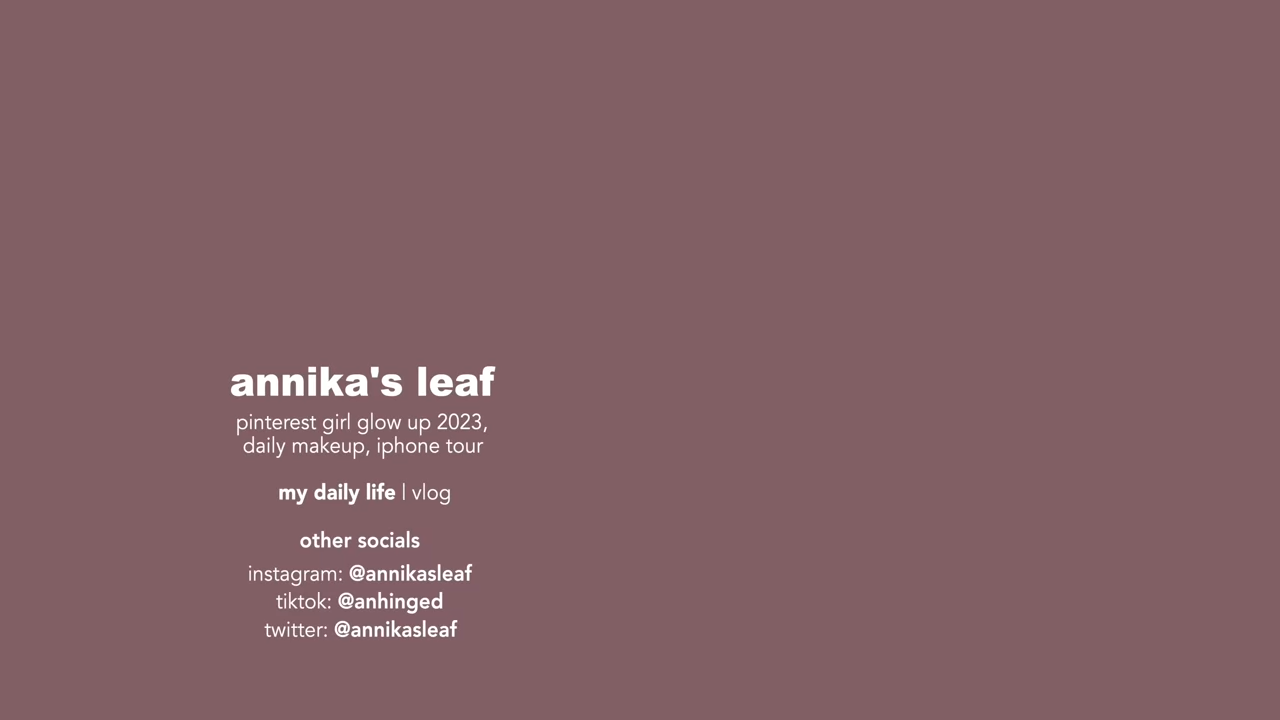 annika's leaf
pinterest girl glow up 2023,
daily makeup, iphone tour
my daily life | vlog
other socials
instagram: @annikasleaf
tiktok: @anhinged
twitter: @annikasleaf